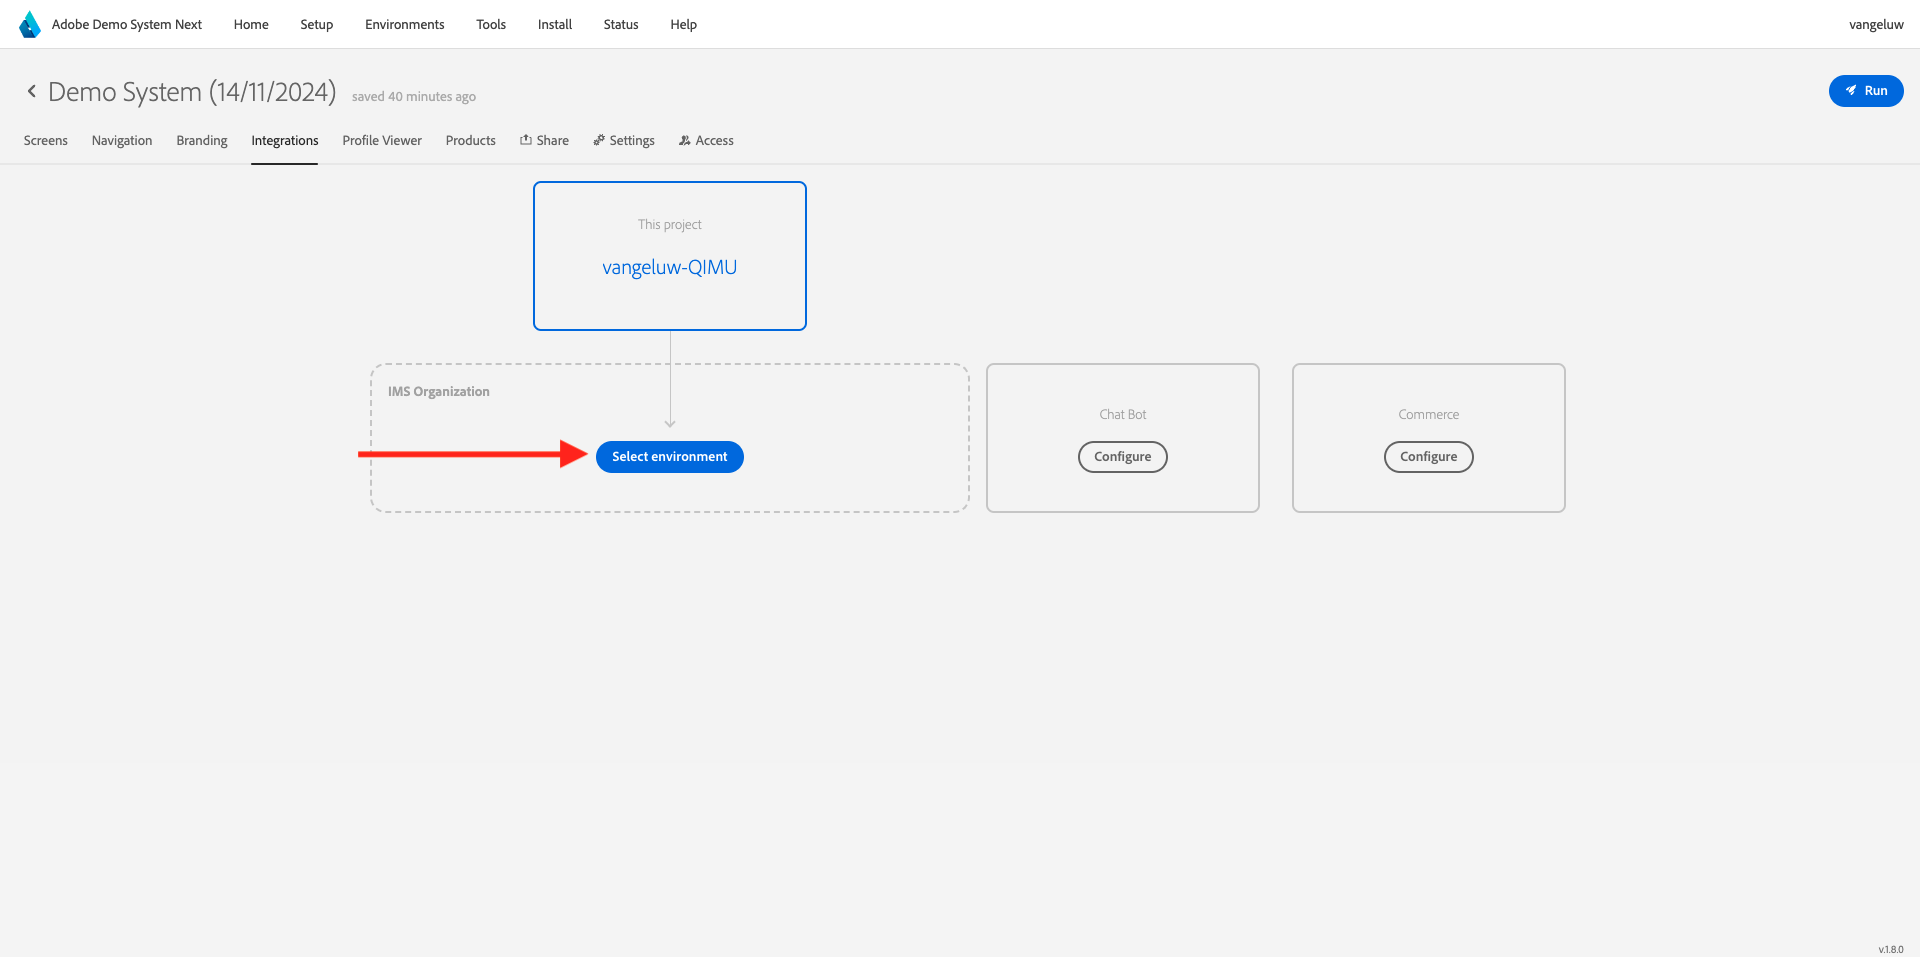 Adobe Demo System Next Home Setup Environments Tools Install Status Help vangeluw
Demo System (14/11/2024) saved 40 minutes ago Run
Screens Navigation Branding Integrations Profile Viewer Products Share Settings Access
This project
vangeluw-QIMU
IMS Organization
Select environment
Chat Bot
Configure
Commerce
Configure
v.1.8.0